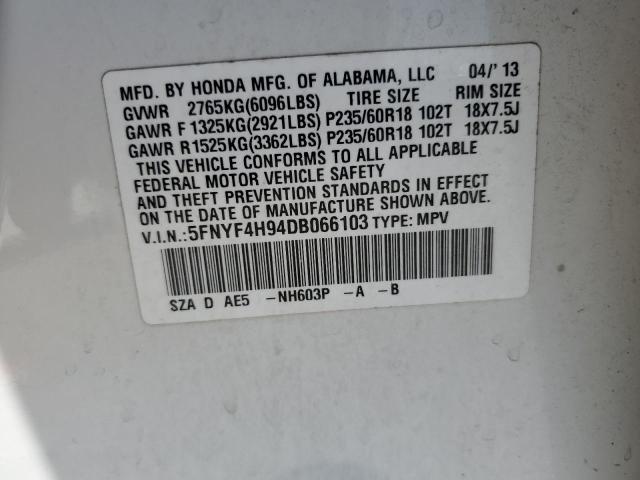 MFD. BY HONDA MFG. OF ALABAMA, LLC 04/'13
GVWR 2765KG(6096LBS) TIRE SIZE RIM SIZE
GAWR F 1325KG(2921LBS) P235/60R18 102T 18X7.5J
GAWR R 1525KG(3362LBS) P235/60R18 102T 18X7.5J
THIS VEHICLE CONFORMS TO ALL APPLICABLE
FEDERAL MOTOR VEHICLE SAFETY
AND THEFT PREVENTION STANDARDS IN EFFECT
ON THE DATE OF MANUFACTURE SHOWN ABOVE.
V.I.N.:5FNYF4H94DB066103 TYPE: MPV
SZA D AE5 -NH603P -A -B